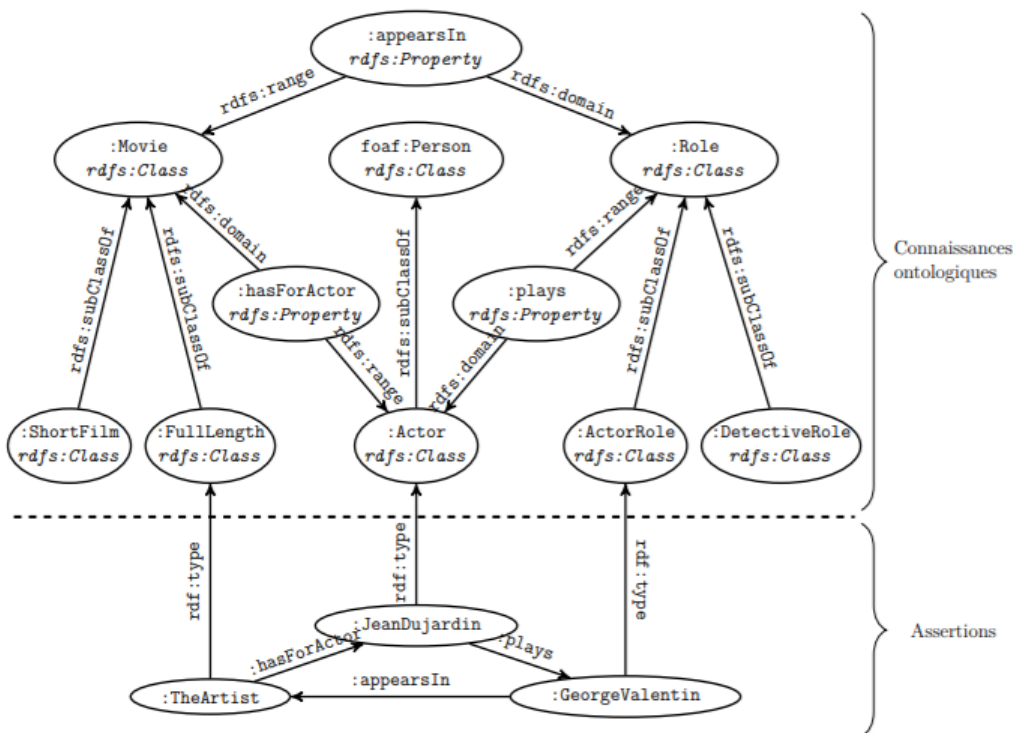 :appearsIn
rdfs:Property
rdfs:range
rdfs:domain
:Movie
rdfs:Class
foaf:Person
rdfs:Class
:Role
rdfs:Class
rdfs:domain
rdfs:range
rdfs:subClassOf
rdfs:subClassOf
:hasForActor
rdfs:Property
rdfs:subClassOf
:plays
rdfs:Property
rdfs:subClassOf
rdfs:subClassOf
Connaissances
ontologiques
rdfs:range
rdfs:domain
:ShortFilm
rdfs:Class
:FullLength
rdfs:Class
:Actor
rdfs:Class
:ActorRole
rdfs:Class
:DetectiveRole
rdfs:Class
rdf:type
rdf:type
rdf:type
:JeanDujardin
:hasForActor
:plays
Assertions
:appearsIn
:TheArtist
:GeorgeValentin